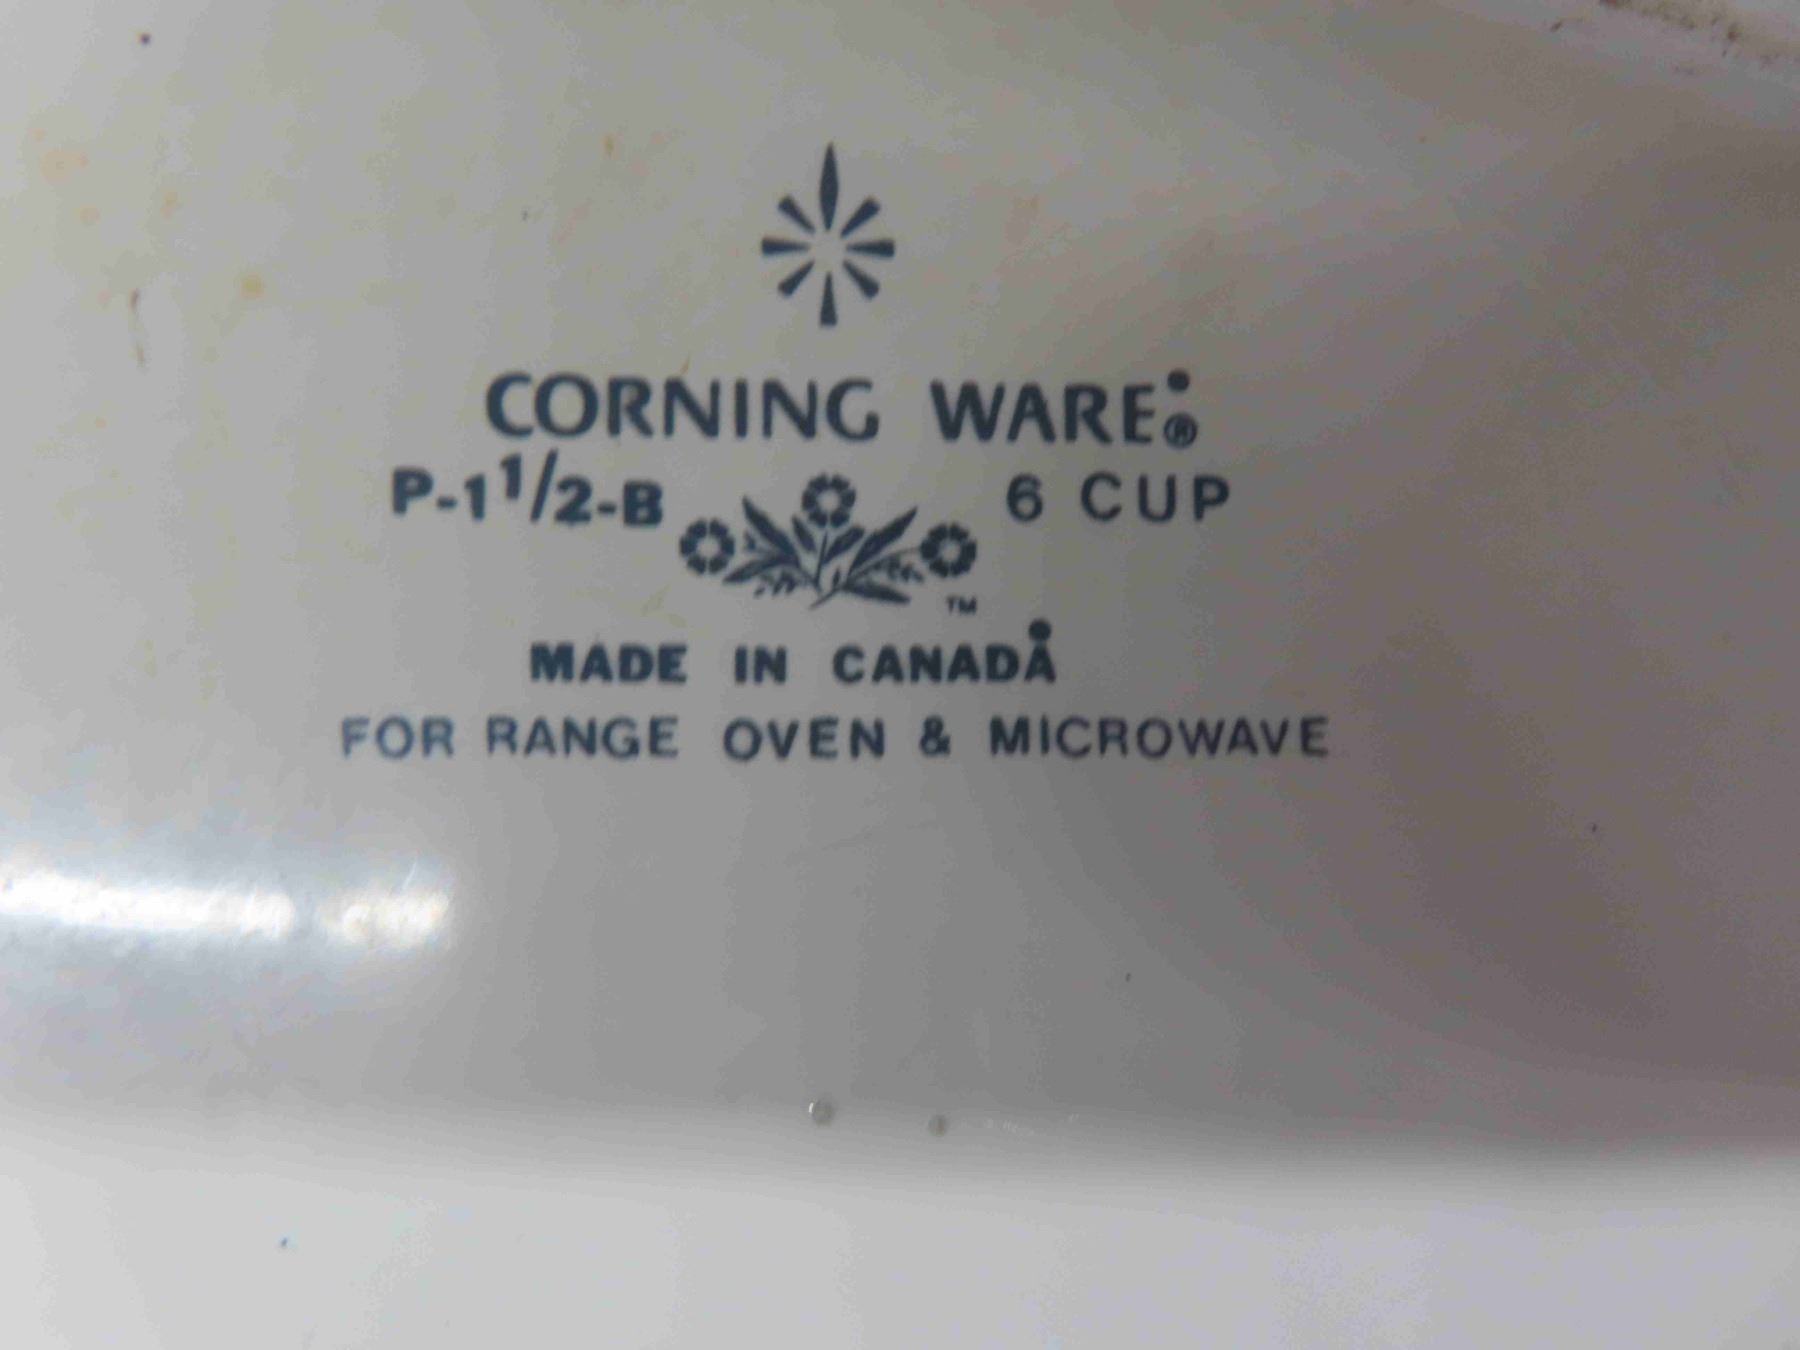 CORNING WARE®
P-1 1/2-B 6 CUP
TM
MADE IN CANADA
FOR RANGE OVEN & MICROWAVE